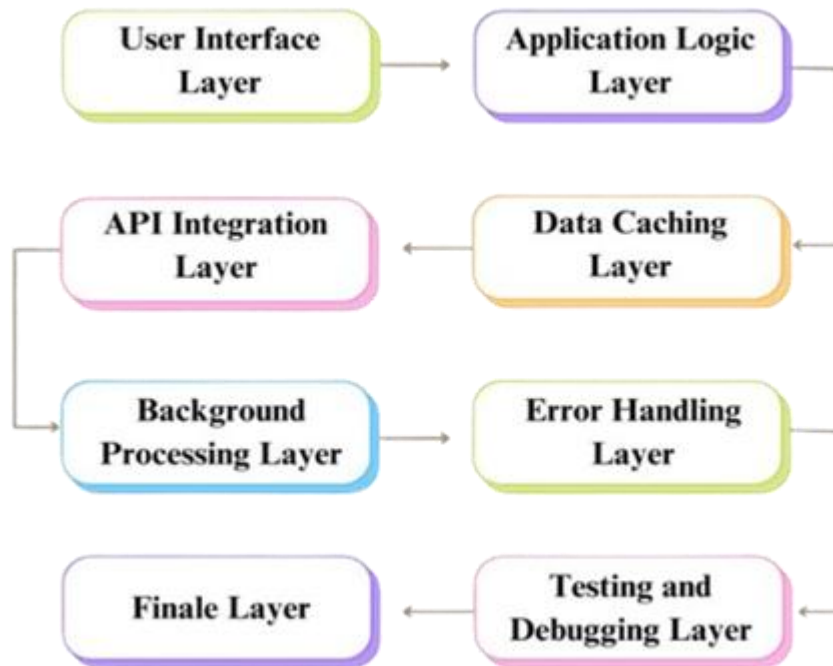 User Interface
Layer
Application Logic
Layer
Data Caching
Layer
API Integration
Layer
Background
Processing Layer
Error Handling
Layer
Testing and
Debugging Layer
Finale Layer